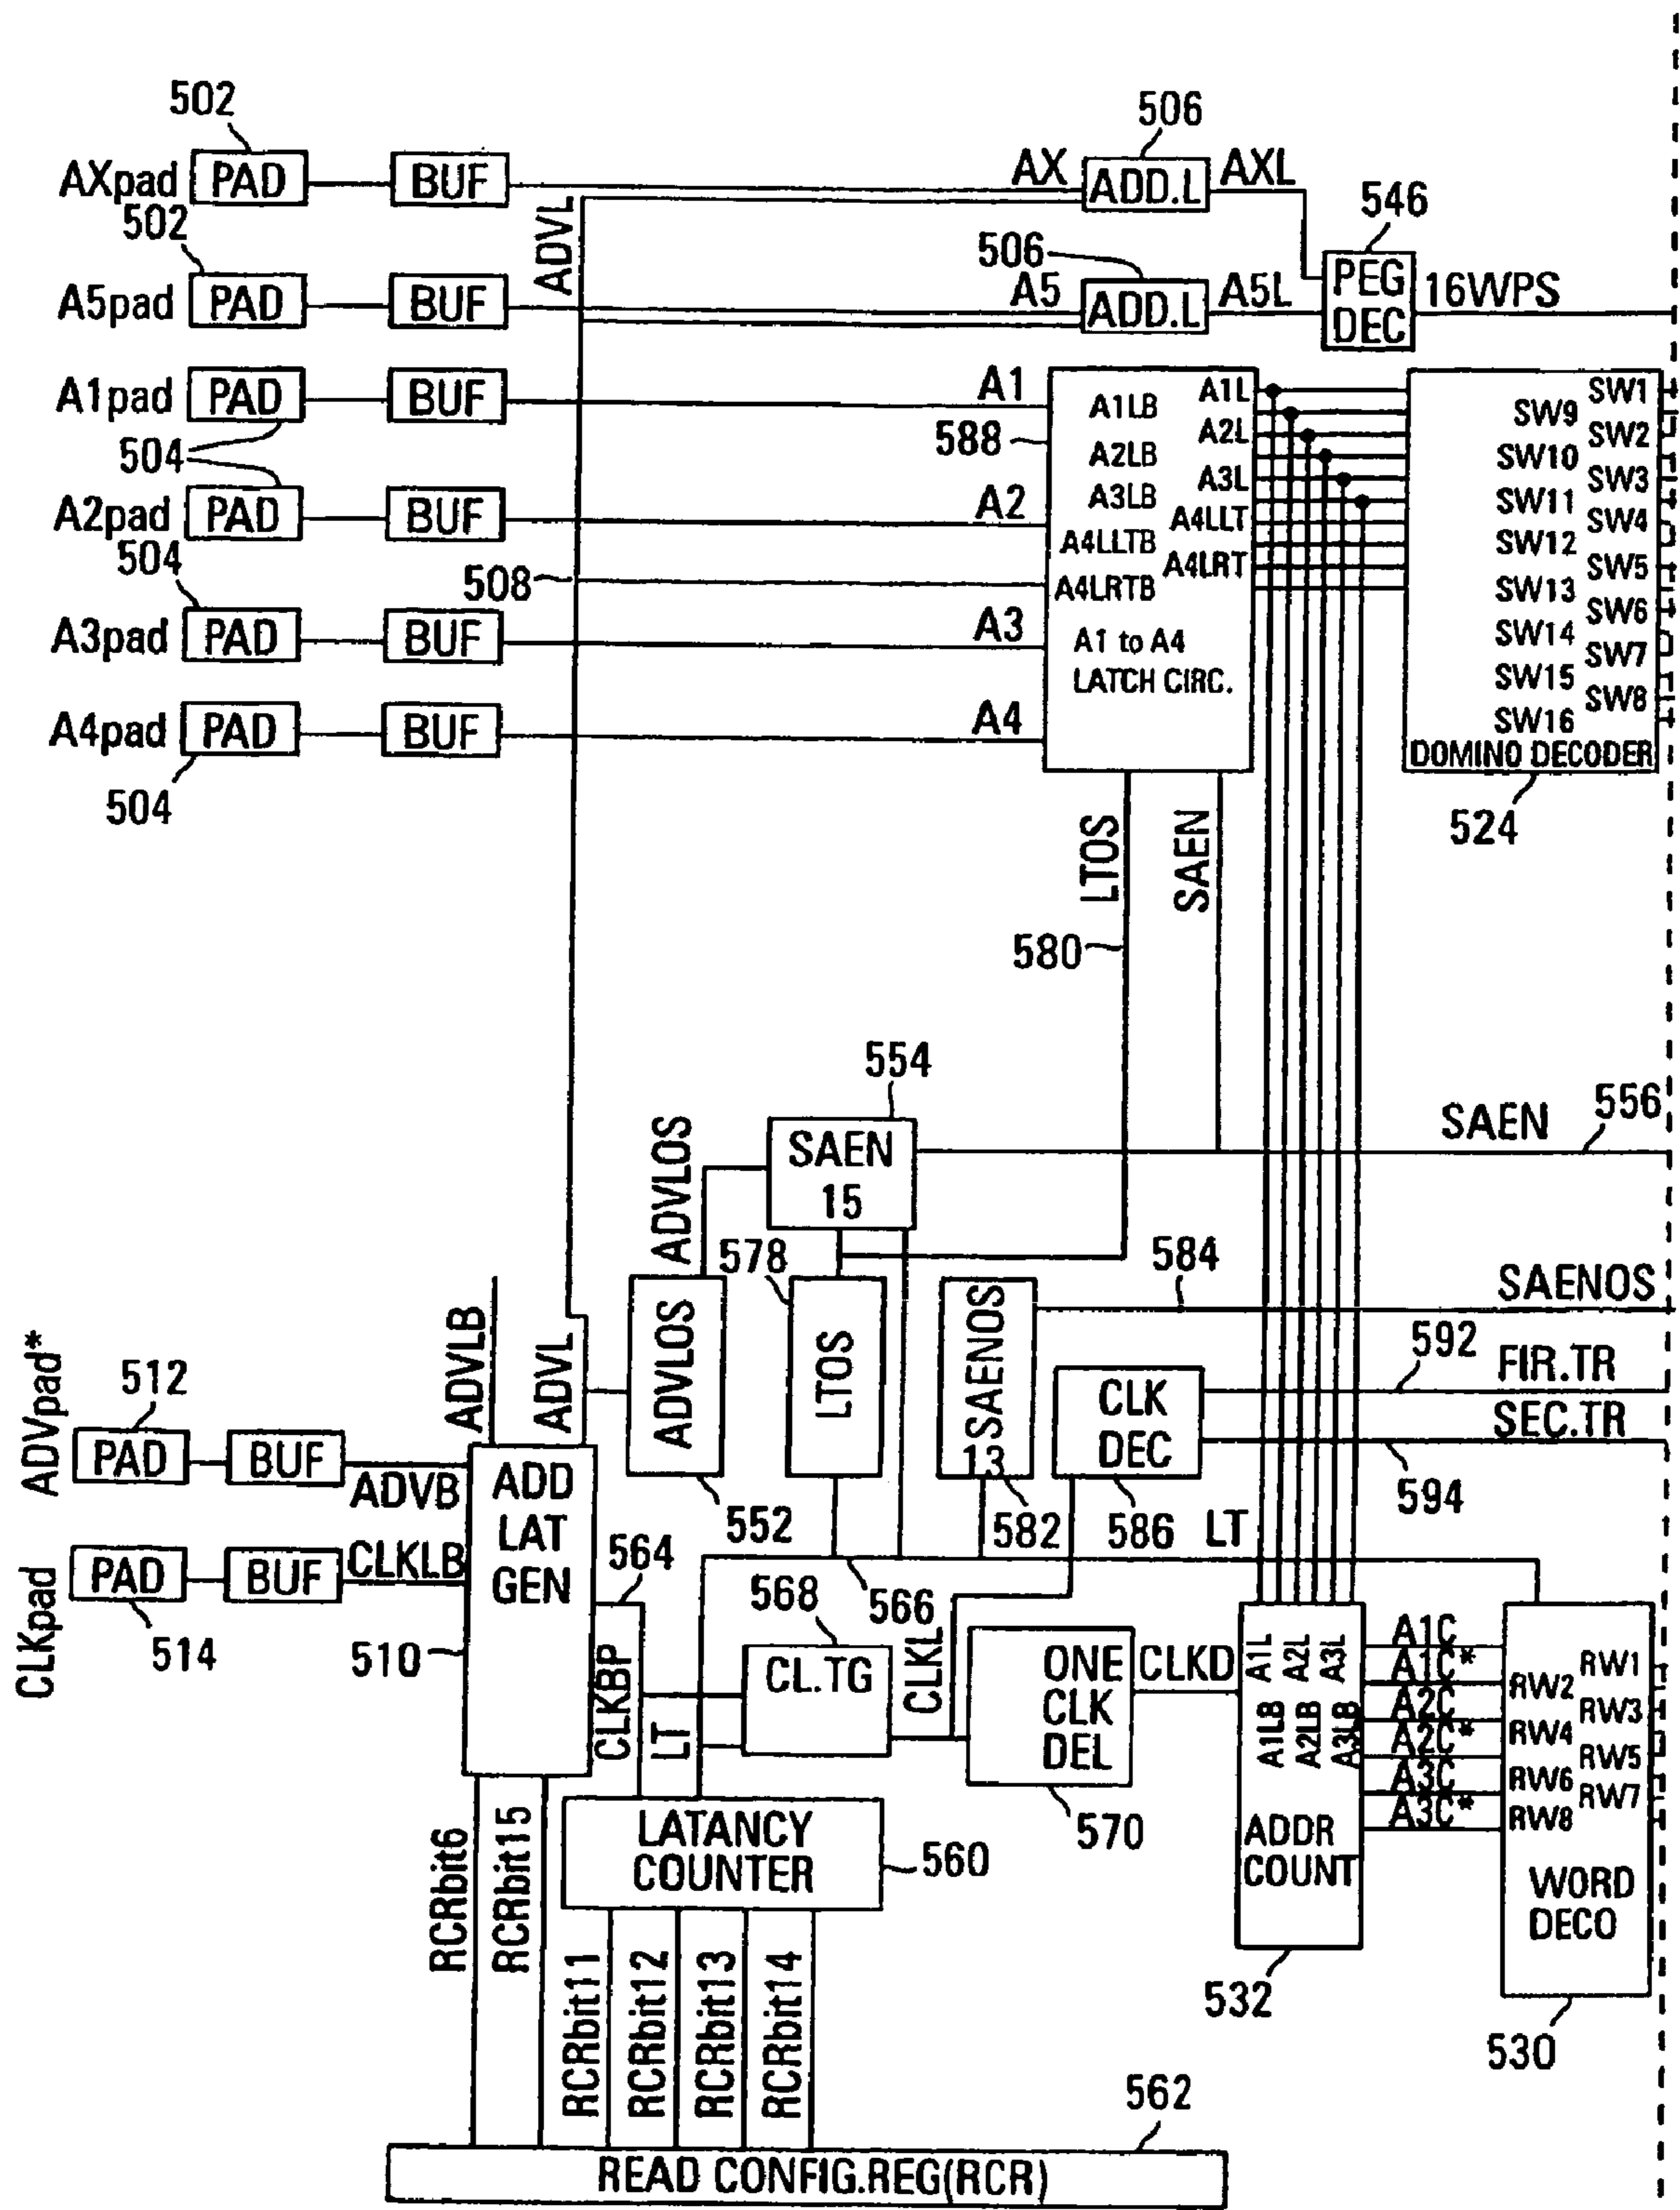 502
506
AXpad PAD BUF AX ADD.L AXL
502
ADVL
546
506
A5pad PAD BUF A5 ADD.L A5L PEG DEC 16WPS
A1pad PAD BUF A1
504
588
A2pad PAD BUF A2
504
508
A3pad PAD BUF A3
A4pad PAD BUF A4
504
A1LB A1L
A2LB A2L
A3LB A3L
A4LLTB A4LLT
A4LRTB A4LRT
A1 to A4
LATCH CIRC.
SW1
SW9
SW2
SW10
SW3
SW11
SW4
SW12
SW5
SW13
SW6
SW14
SW7
SW15
SW8
SW16
DOMINO DECODER
524
LTOS
SAEN
580
554
SAEN
15
SAEN 556
ADVLOS
578
584
SAENOS
ADVLB
ADVL
ADVLOS
LTOS
SAENOS
13
592
FIR.TR
CLK
DEC
SEC.TR
594
ADVpad*
512
PAD BUF ADVB
552
582
586
LT
CLKpad
PAD BUF CLKLB
514
ADD
LAT
GEN
510
564
566
568
CLKBP
LT
CL.TG
CLKL
ONE
CLK
DEL
CLKD
570
A1L A2L A3L
A1LB A2LB A3LB
ADDR
COUNT
532
A1C
A1C*
A2C
A2C*
A3C
A3C*
RW1
RW2
RW3
RW4
RW5
RW6
RW7
RW8
WORD
DECO
530
LATANCY
COUNTER
560
RCRbit6
RCRbit15
RCRbit11
RCRbit12
RCRbit13
RCRbit14
562
READ CONFIG.REG(RCR)